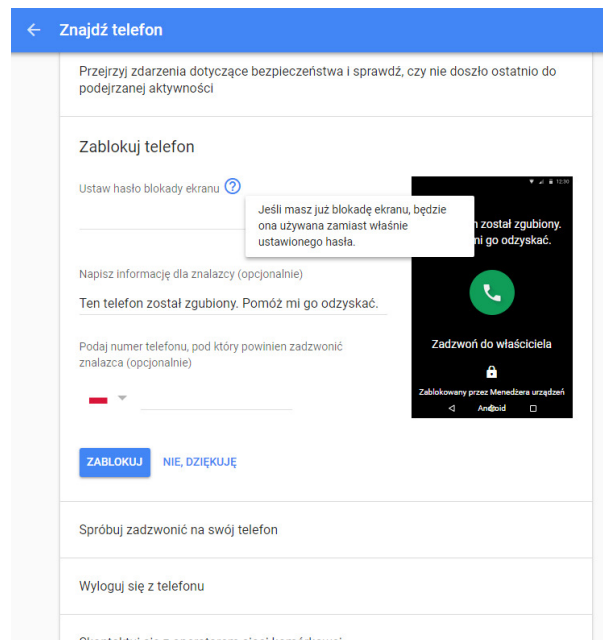 Znajdź telefon
Przejrzyj zdarzenia dotyczące bezpieczeństwa i sprawdź, czy nie doszło ostatnio do
podejrzanej aktywności
Zablokuj telefon
Ustaw hasło blokady ekranu ?
Jeśli masz już blokadę ekranu, będzie
ona używana zamiast właśnie
ustawionego hasła.
Napisz informację dla znalazcy (opcjonalnie)
Ten telefon został zgubiony. Pomóż mi go odzyskać.
Podaj numer telefonu, pod który powinien zadzwonić
znalazca (opcjonalnie)
12:00
został zgubiony.
mi go odzyskać.
Zadzwoń do właściciela
Zablokowany przez Menedżera urządzeń
Android
ZABLOKUJ NIE, DZIĘKUJĘ
Spróbuj zadzwonić na swój telefon
Wyloguj się z telefonu